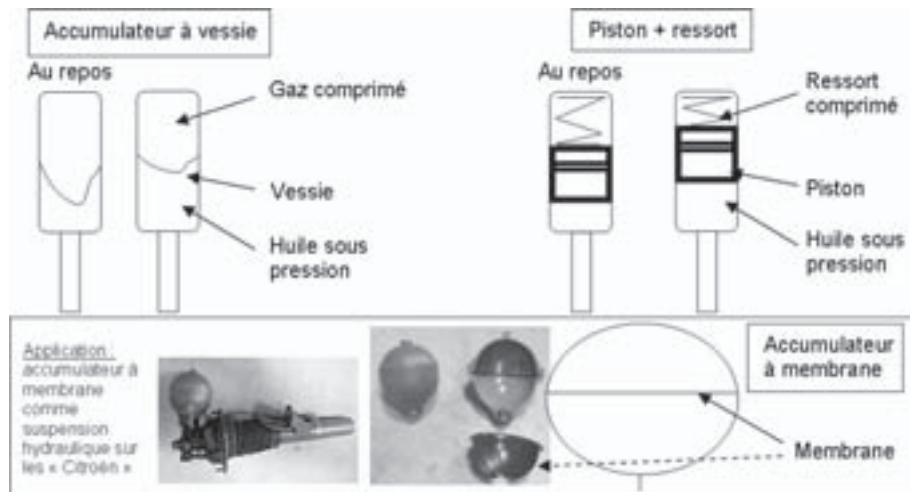 Accumulateur à vessie
Au repos
Gaz comprimé
Vessie
Huile sous
pression
Piston + ressort
Au repos
Ressort
comprimé
Piston
Huile sous
pression
Application :
accumulateur à
membrane
comme
suspension
hydraulique sur
les « Citroën »
Accumulateur
à membrane
Membrane